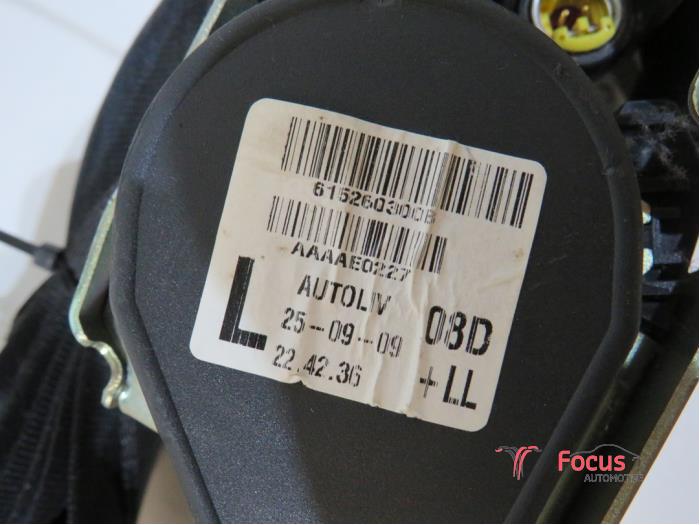 615260300B
AAAAE0227
L
AUTOLIV
08D
25-09-09
22.42.36
+LL
Focus
AUTOMOTIVE